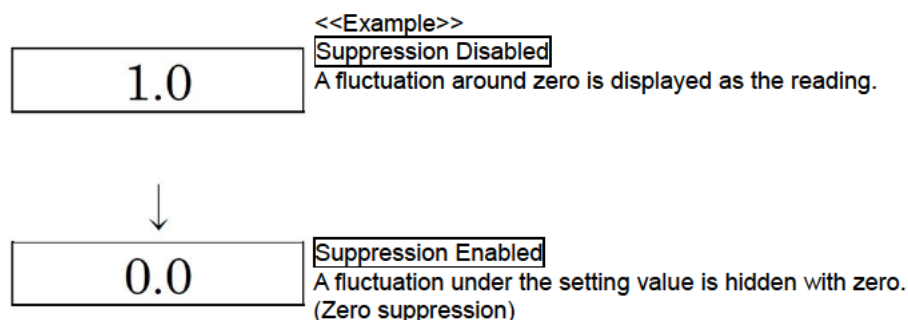 <<Example>>
Suppression Disabled
1.0
A fluctuation around zero is displayed as the reading.
↓
Suppression Enabled
0.0
A fluctuation under the setting value is hidden with zero.
(Zero suppression)